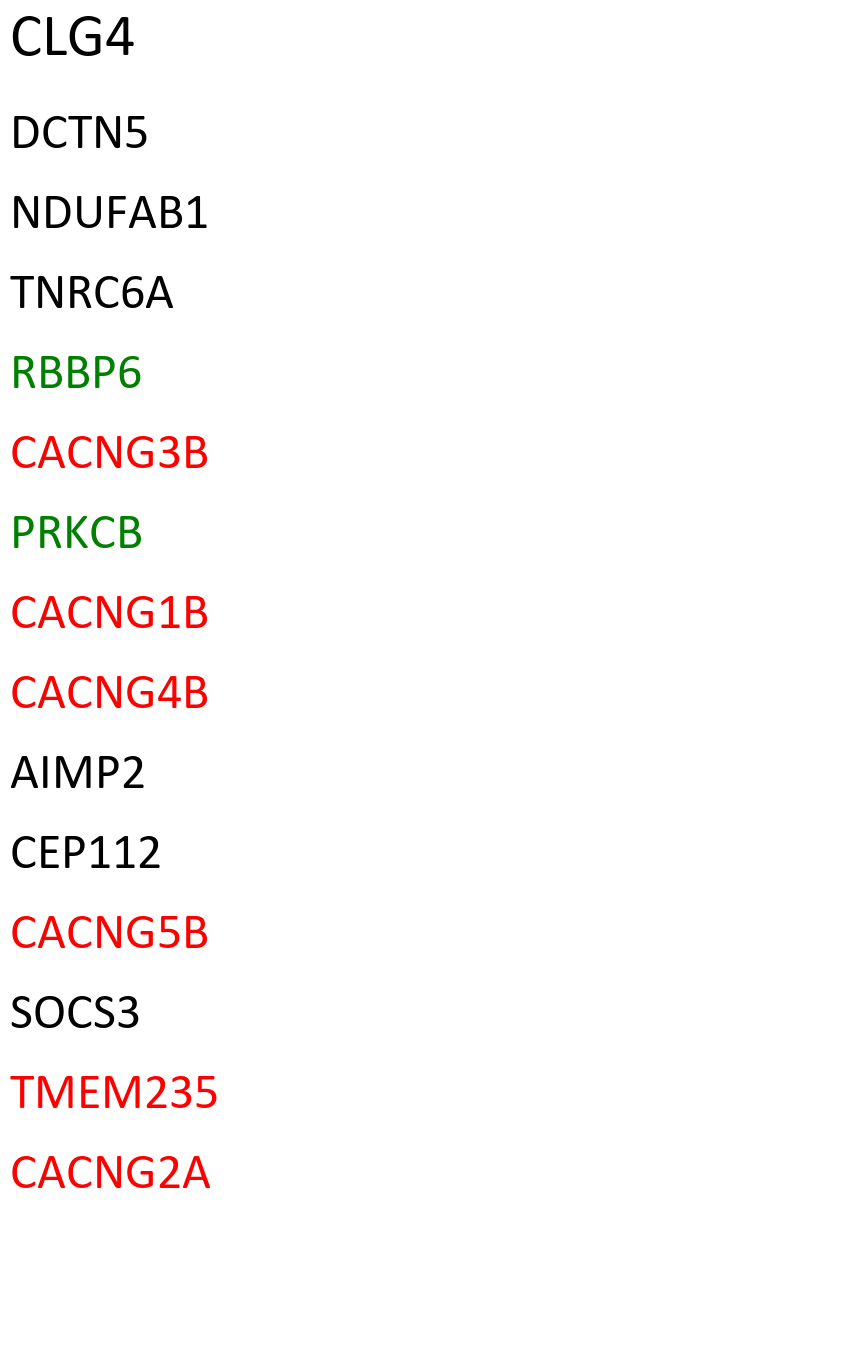 CLG4
DCTN5
NDUFAB1
TNRC6A
RBBP6
CACNG3B
PRKCB
CACNG1B
CACNG4B
AIMP2
CEP112
CACNG5B
SOCS3
TMEM235
CACNG2A